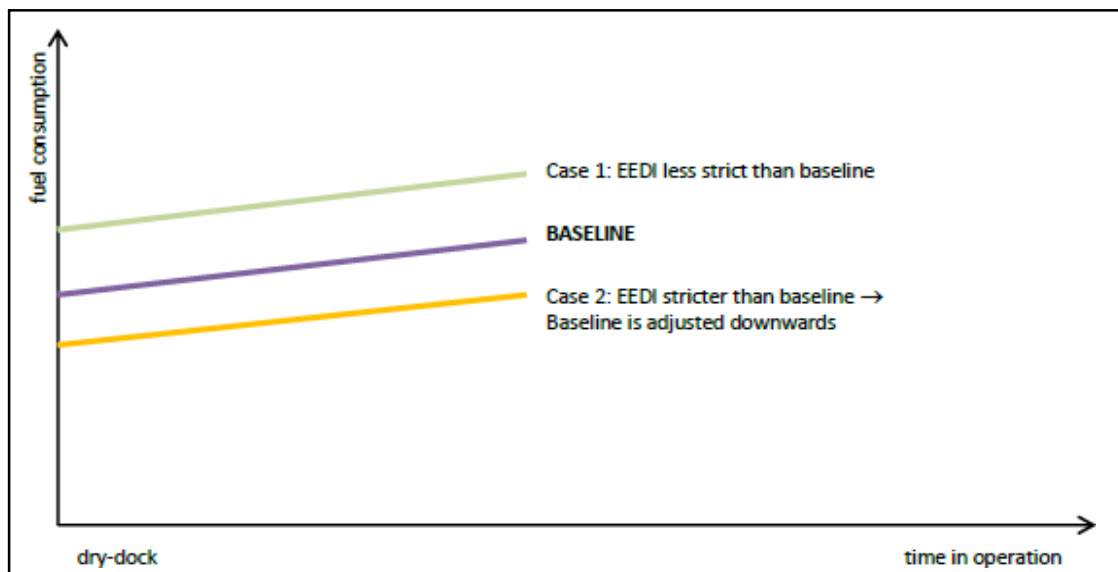 fuel consumption
Case 1: EEDI less strict than baseline
BASELINE
Case 2: EEDI stricter than baseline →
Baseline is adjusted downwards
dry-dock
time in operation